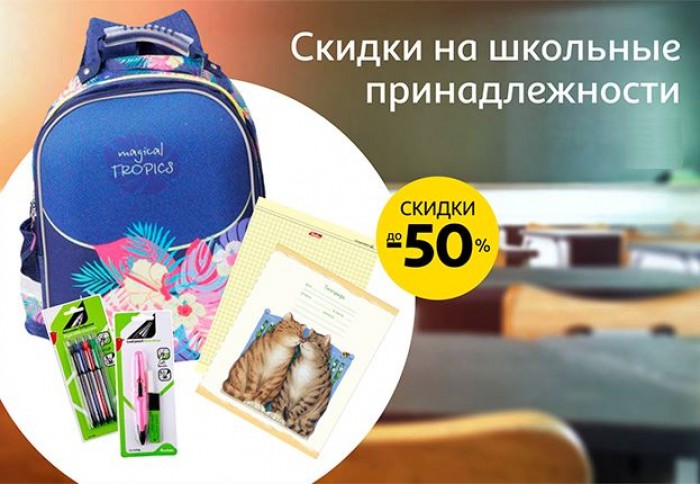 Скидки на школьные
принадлежности
magical
TROPICS
СКИДКИ
до
-50%
Тетрадь